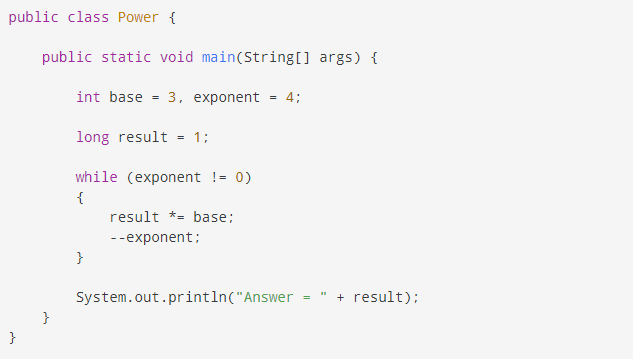 public class Power {
public static void main(String[] args) {
int base = 3, exponent = 4;
long result = 1;
while (exponent != 0)
{
result *= base;
--exponent;
}
System.out.println("Answer = " + result);
}
}